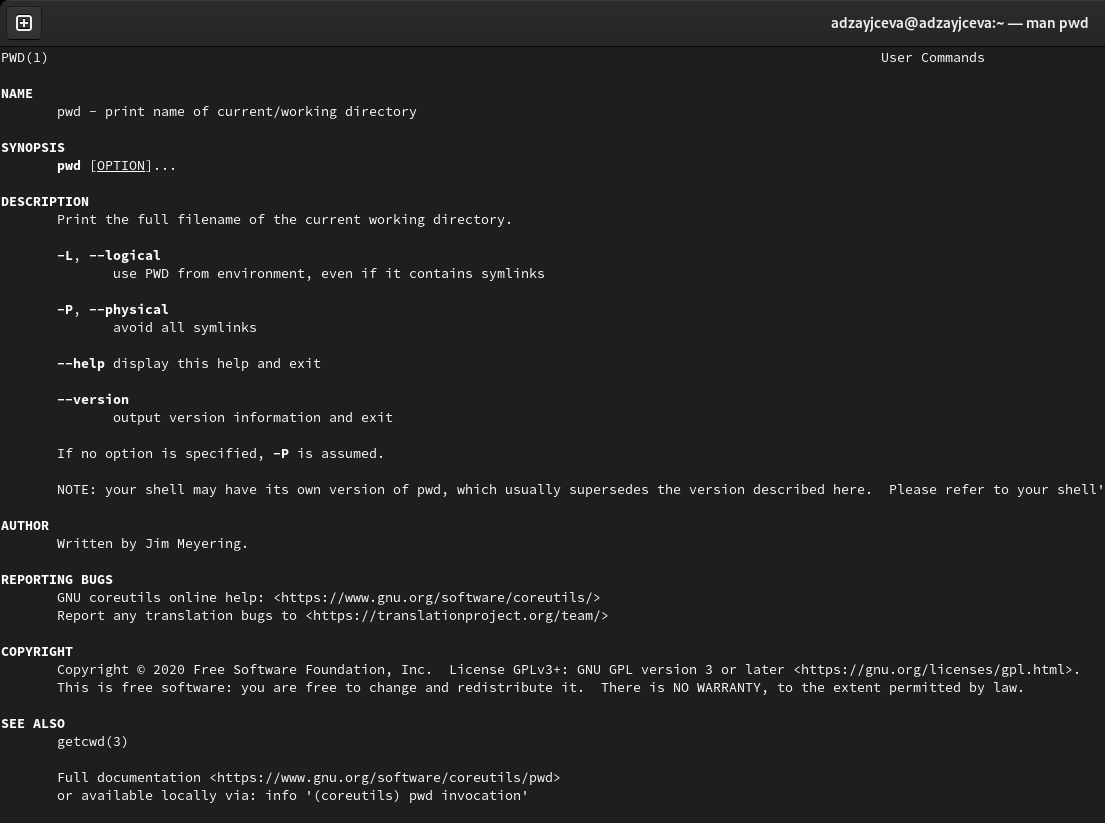 adzayjceva@adzayjceva:~ — man pwd
PWD(1) User Commands
NAME
pwd - print name of current/working directory
SYNOPSIS
pwd [OPTION]...
DESCRIPTION
Print the full filename of the current working directory.
-L, --logical
use PWD from environment, even if it contains symlinks
-P, --physical
avoid all symlinks
--help display this help and exit
--version
output version information and exit
If no option is specified, -P is assumed.
NOTE: your shell may have its own version of pwd, which usually supersedes the version described here.  Please refer to your shell'
AUTHOR
Written by Jim Meyering.
REPORTING BUGS
GNU coreutils online help: <https://www.gnu.org/software/coreutils/>
Report any translation bugs to <https://translationproject.org/team/>
COPYRIGHT
Copyright © 2020 Free Software Foundation, Inc.  License GPLv3+: GNU GPL version 3 or later <https://gnu.org/licenses/gpl.html>.
This is free software: you are free to change and redistribute it.  There is NO WARRANTY, to the extent permitted by law.
SEE ALSO
getcwd(3)
Full documentation <https://www.gnu.org/software/coreutils/pwd>
or available locally via: info '(coreutils) pwd invocation'